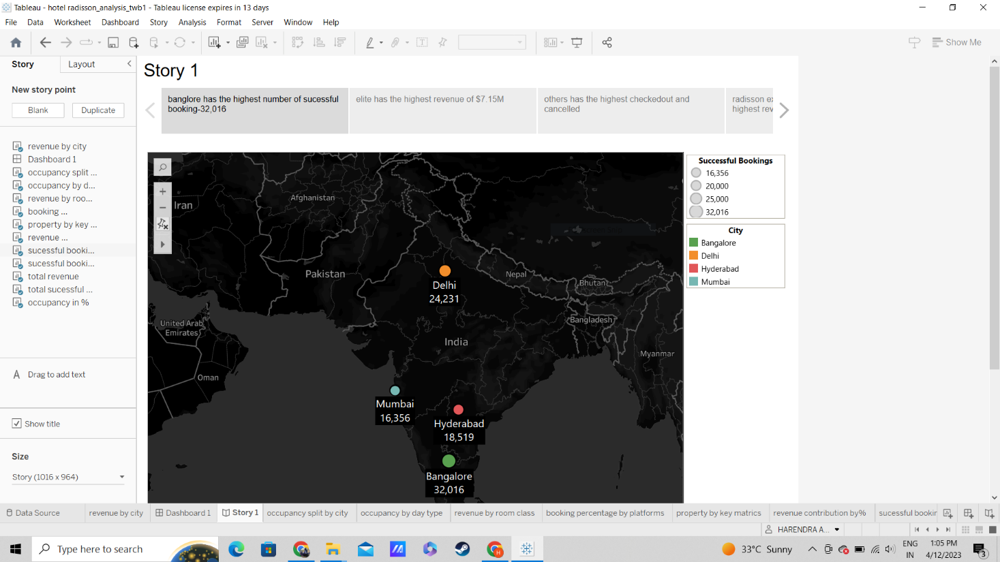 Tableau - hotel radisson_analysis_twb1 - Tableau license expires in 13 days
File Data Worksheet Dashboard Story Analysis Format Server Window Help
Show Me
Story Layout
New story point
Blank Duplicate
revenue by city
Dashboard 1
occupancy split ...
occupancy by d...
revenue by roo...
booking ...
property by key ...
revenue ...
sucessful booki...
sucessful booki...
total revenue
total sucessful ...
occupancy in %
A Drag to add text
Show title
Size
Story (1016 x 964)
Story 1
banglore has the highest number of sucessful
booking-32,016
elite has the highest revenue of $7.15M
others has the highest checkedout and
cancelled
radisson ex
highest rev
Iran
Afghanistan
Pakistan
Nepal
Bhutan
Bangladesh
India
Myanmar
United Arab
Emirates
Oman
Delhi
24,231
Mumbai
16,356
Hyderabad
18,519
Bangalore
32,016
Successful Bookings
16,356
20,000
25,000
32,016
City
Bangalore
Delhi
Hyderabad
Mumbai
Data Source revenue by city Dashboard 1 Story 1 occupancy split by city occupancy by day type revenue by room class booking percentage by platforms property by key matrics revenue contribution by% sucessful bookin
HARENDRA A...
Type here to search
33°C Sunny
ENG
IN
1:05 PM
4/12/2023
3